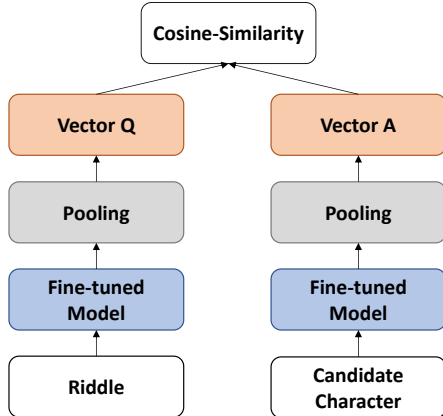 Cosine-Similarity
Vector Q
Vector A
Pooling
Pooling
Fine-tuned
Model
Fine-tuned
Model
Riddle
Candidate
Character